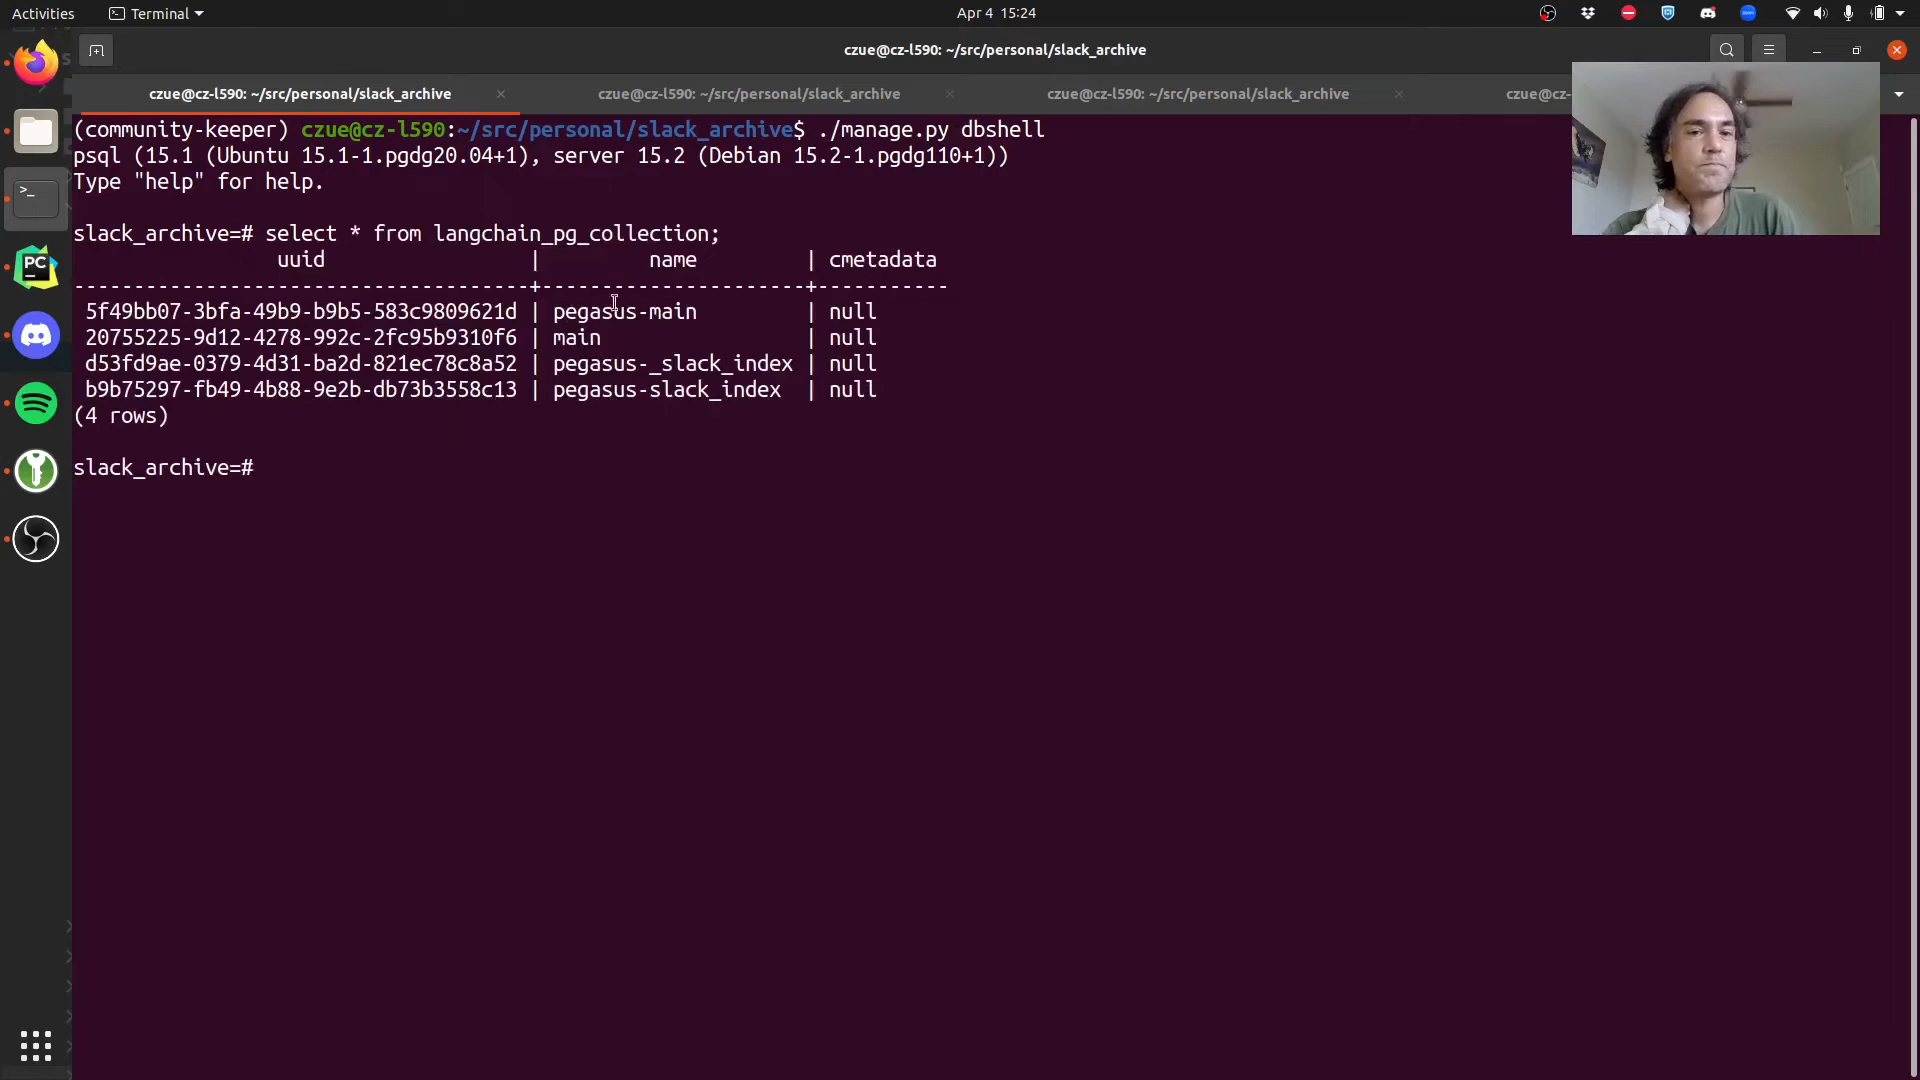 Activities
Terminal
Apr 4 15:24
czue@cz-l590: ~/src/personal/slack_archive
czue@cz-l590: ~/src/personal/slack_archive
czue@cz-l590: ~/src/personal/slack_archive
czue@cz-l590: ~/src/personal/slack_archive
czue@cz-
(community-keeper) czue@cz-l590:~/src/personal/slack_archive$ ./manage.py dbshell
psql (15.1 (Ubuntu 15.1-1.pgdg20.04+1), server 15.2 (Debian 15.2-1.pgdg110+1))
Type "help" for help.
slack_archive=# select * from langchain_pg_collection;
uuid | name | cmetadata
--------------------------------------+----------------------+-----------
5f49bb07-3bfa-49b9-b9b5-583c9809621d | pegasus-main | null
20755225-9d12-4278-992c-2fc95b9310f6 | main | null
d53fd9ae-0379-4d31-ba2d-821ec78c8a52 | pegasus-_slack_index | null
b9b75297-fb49-4b88-9e2b-db73b3558c13 | pegasus-slack_index | null
(4 rows)
slack_archive=#
PC
zoom